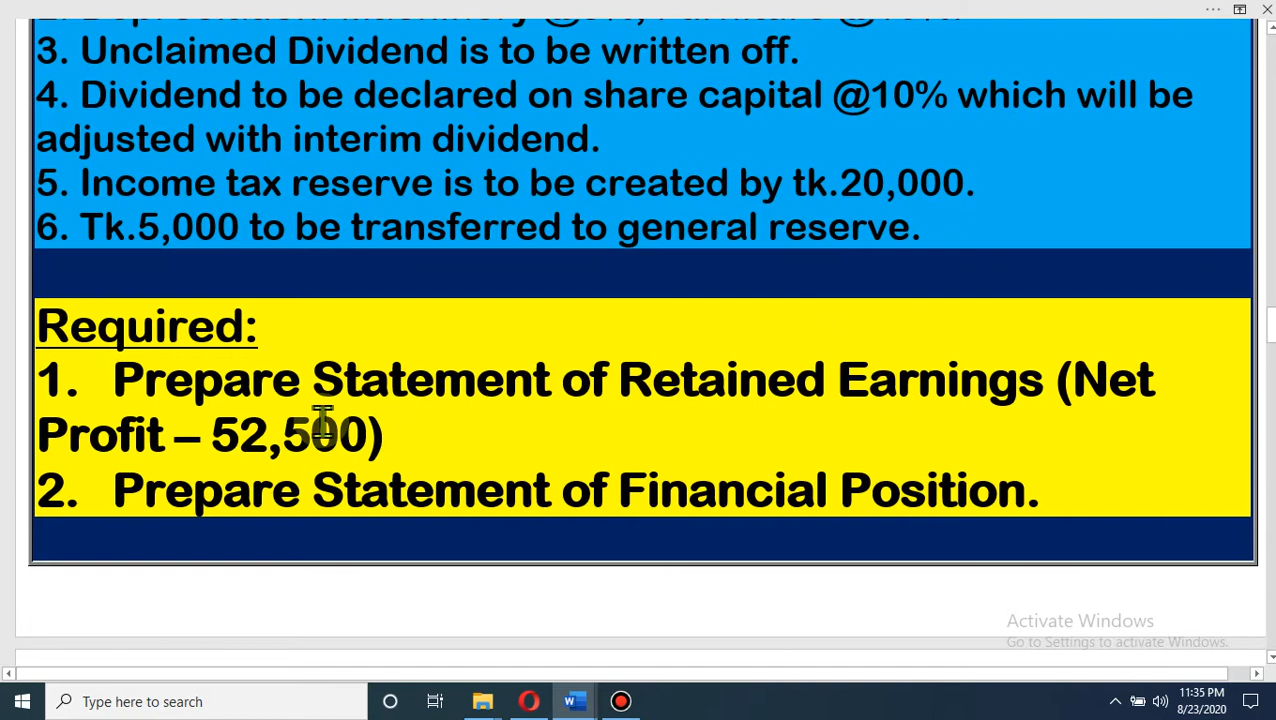 3. Unclaimed Dividend is to be written off.
4. Dividend to be declared on share capital @10% which will be
adjusted with interim dividend.
5. Income tax reserve is to be created by tk.20,000.
6. Tk.5,000 to be transferred to general reserve.
Required:
1. Prepare Statement of Retained Earnings (Net
Profit – 52,500)
2. Prepare Statement of Financial Position.
Activate Windows
Go to Settings to activate Windows.
Type here to search
11:35 PM
8/23/2020